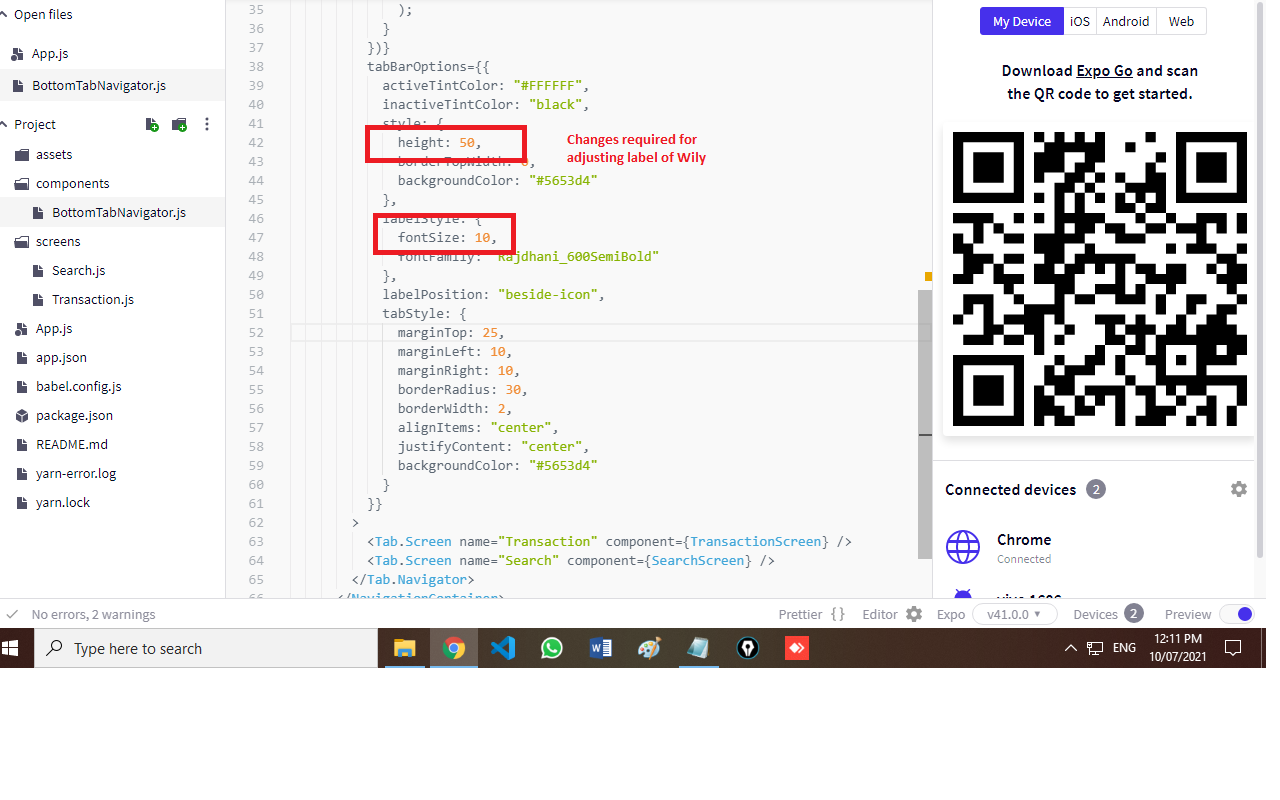 Open files
App.js
BottomTabNavigator.js
Project
assets
components
BottomTabNavigator.js
screens
Search.js
Transaction.js
App.js
app.json
babel.config.js
package.json
README.md
yarn-error.log
yarn.lock
35 );
36 }
37 })}
38 tabBarOptions={{
39 activeTintColor: "#FFFFFF",
40 inactiveTintColor: "black",
41 style: {
42 height: 50,
43 borderTopWidth: 0,
44 backgroundColor: "#5653d4"
45 },
46 labelStyle: {
47 fontSize: 10,
48 fontFamily: "Rajdhani_600SemiBold"
49 },
50 labelPosition: "beside-icon",
51 tabStyle: {
52 marginTop: 25,
53 marginLeft: 10,
54 marginRight: 10,
55 borderRadius: 30,
56 borderWidth: 2,
57 alignItems: "center",
58 justifyContent: "center",
59 backgroundColor: "#5653d4"
60 }
61 }}
62 >
63 <Tab.Screen name="Transaction" component={TransactionScreen} />
64 <Tab.Screen name="Search" component={SearchScreen} />
65 </Tab.Navigator>
66 </NavigationContainer>
Changes required for
adjusting label of Wily
My Device iOS Android Web
Download Expo Go and scan
the QR code to get started.
Connected devices 2
Chrome
Connected
vivo 1606
No errors, 2 warnings Prettier { } Editor Expo v41.0.0 Devices 2 Preview
Type here to search
ENG
12:11 PM
10/07/2021